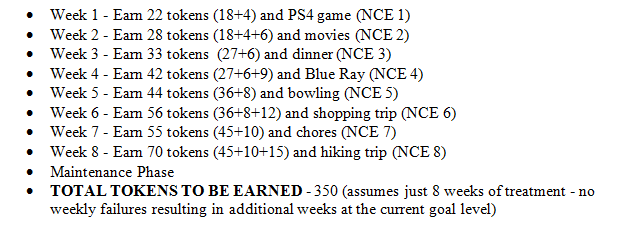 • Week 1 - Earn 22 tokens (18+4) and PS4 game (NCE 1)
• Week 2 - Earn 28 tokens (18+4+6) and movies (NCE 2)
• Week 3 - Earn 33 tokens (27+6) and dinner (NCE 3)
• Week 4 - Earn 42 tokens (27+6+9) and Blue Ray (NCE 4)
• Week 5 - Earn 44 tokens (36+8) and bowling (NCE 5)
• Week 6 - Earn 56 tokens (36+8+12) and shopping trip (NCE 6)
• Week 7 - Earn 55 tokens (45+10) and chores (NCE 7)
• Week 8 - Earn 70 tokens (45+10+15) and hiking trip (NCE 8)
• Maintenance Phase
• TOTAL TOKENS TO BE EARNED - 350 (assumes just 8 weeks of treatment - no
weekly failures resulting in additional weeks at the current goal level)